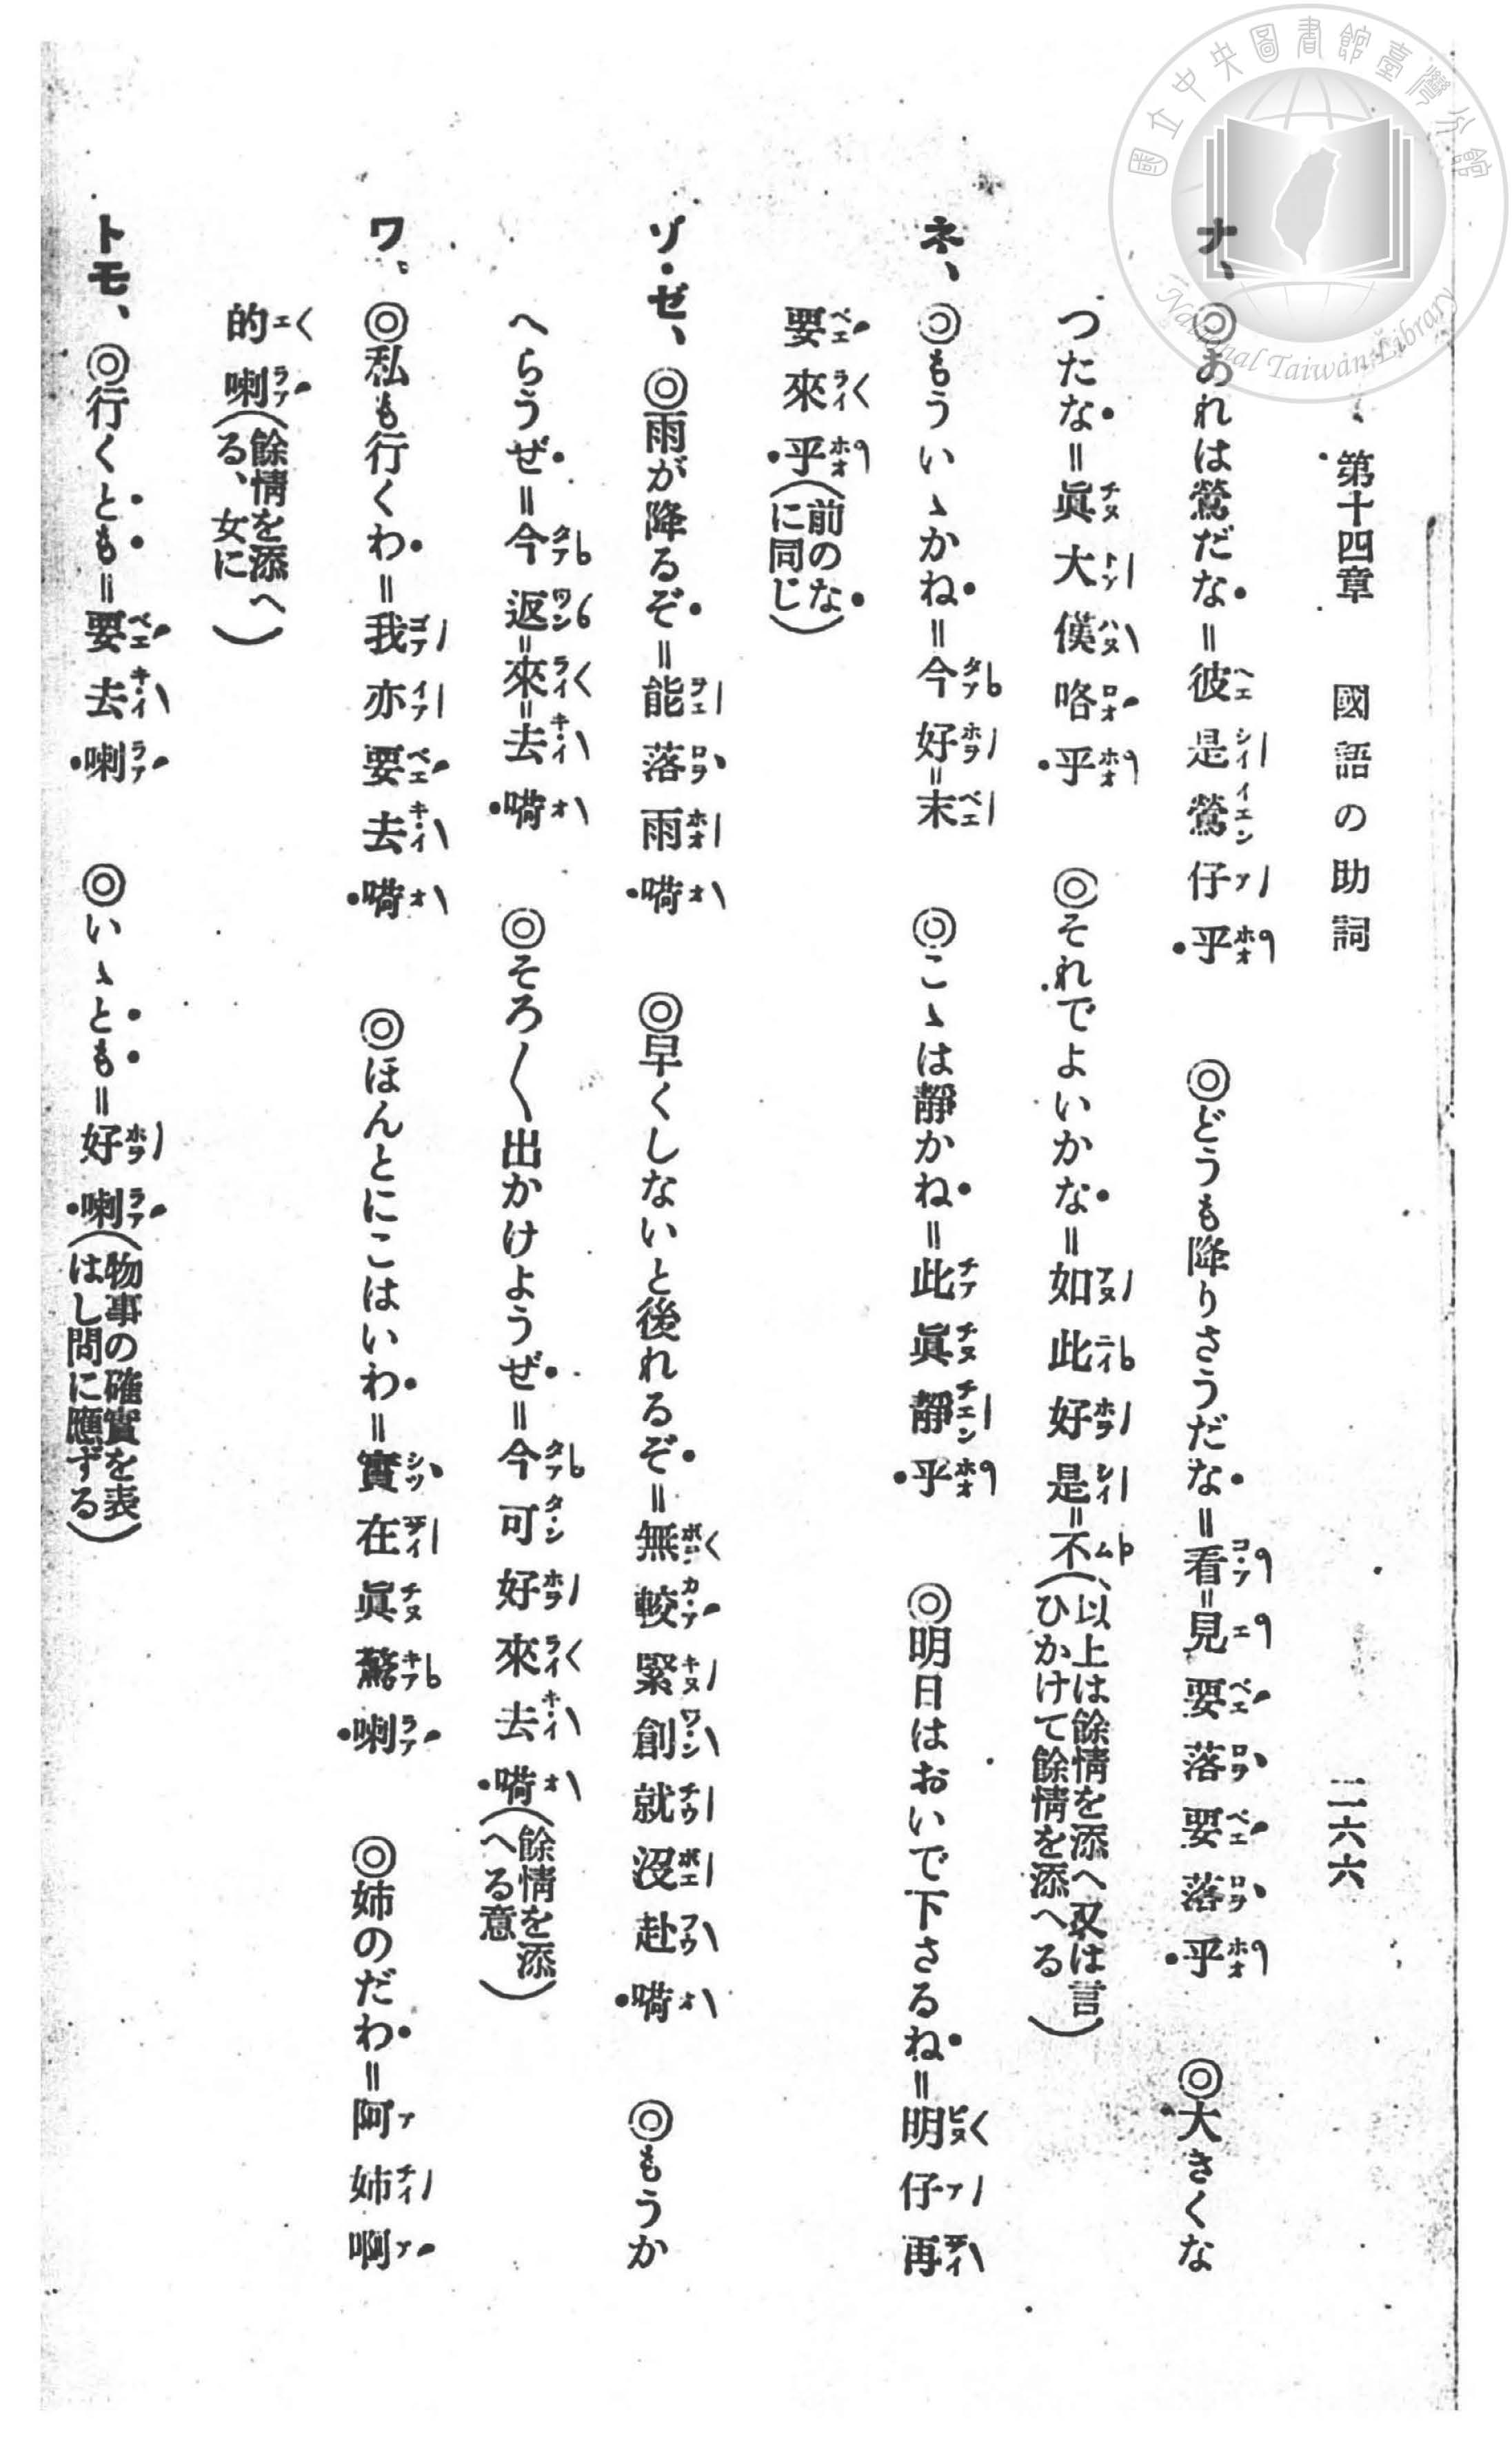 國立中央圖書館臺灣分館
National Taiwan Library
第十四章　國語の助詞　二六六
ナ、◎あれは鶯だな＝彼是鶯仔乎　◎どうも降りさうだな＝看＝見要落要落乎　◎大きくな
つたな＝眞大僕咯乎　◎それでよいかな＝如此好是＝不（以上は餘情を添へ又は言ひかけて餘情を添へる）
ネ、◎もういゝかね＝今好＝末　◎こゝは靜かね＝此眞靜乎　◎明日はおいで下さるね＝明仔再
要來乎（前のなに同じ）
ゾ・ゼ、◎雨が降るぞ＝能落雨嗬　◎早くしないと後れるぞ＝無較緊創就沒赴嗬　◎もうか
へらうぜ＝今返＝來＝去嗬　◎そろ〱出かけようぜ＝今可好來去嗬（餘情を添へる意）
ワ、◎私も行くわ＝我亦要去嗬　◎ほんとにこはいわ＝實在眞驚喇　◎姉のだわ＝阿姉啊
的喇（餘情を添へる、女に）
トモ、◎行くとも＝要去喇　◎いゝとも＝好喇（物事の確實を表はし問に應ずる）